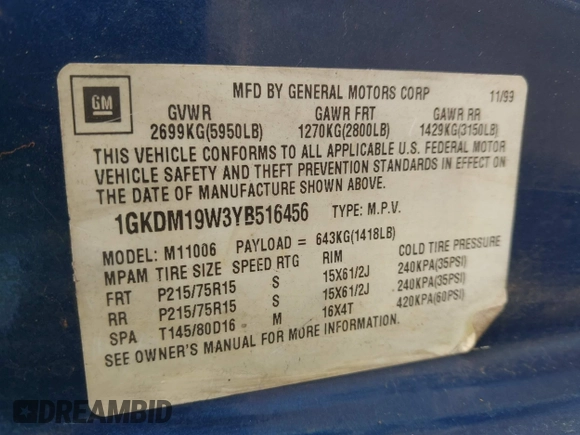 GM
MFD BY GENERAL MOTORS CORP 11/99
GVWR GAWR FRT GAWR RR
2699KG(5950LB) 1270KG(2800LB) 1429KG(3150LB)
THIS VEHICLE CONFORMS TO ALL APPLICABLE U.S. FEDERAL MOTOR
VEHICLE SAFETY AND THEFT PREVENTION STANDARDS IN EFFECT ON
THE DATE OF MANUFACTURE SHOWN ABOVE.
1GKDM19W3YB516456 TYPE: M.P.V.
MODEL: M11006 PAYLOAD = 643KG(1418LB)
MPAM TIRE SIZE SPEED RTG RIM COLD TIRE PRESSURE
FRT P215/75R15 S 15X61/2J 240KPA(35PSI)
RR P215/75R15 S 15X61/2J 240KPA(35PSI)
SPA T145/80D16 M 16X4T 420KPA(60PSI)
SEE OWNER'S MANUAL FOR MORE INFORMATION.
DREAMBID